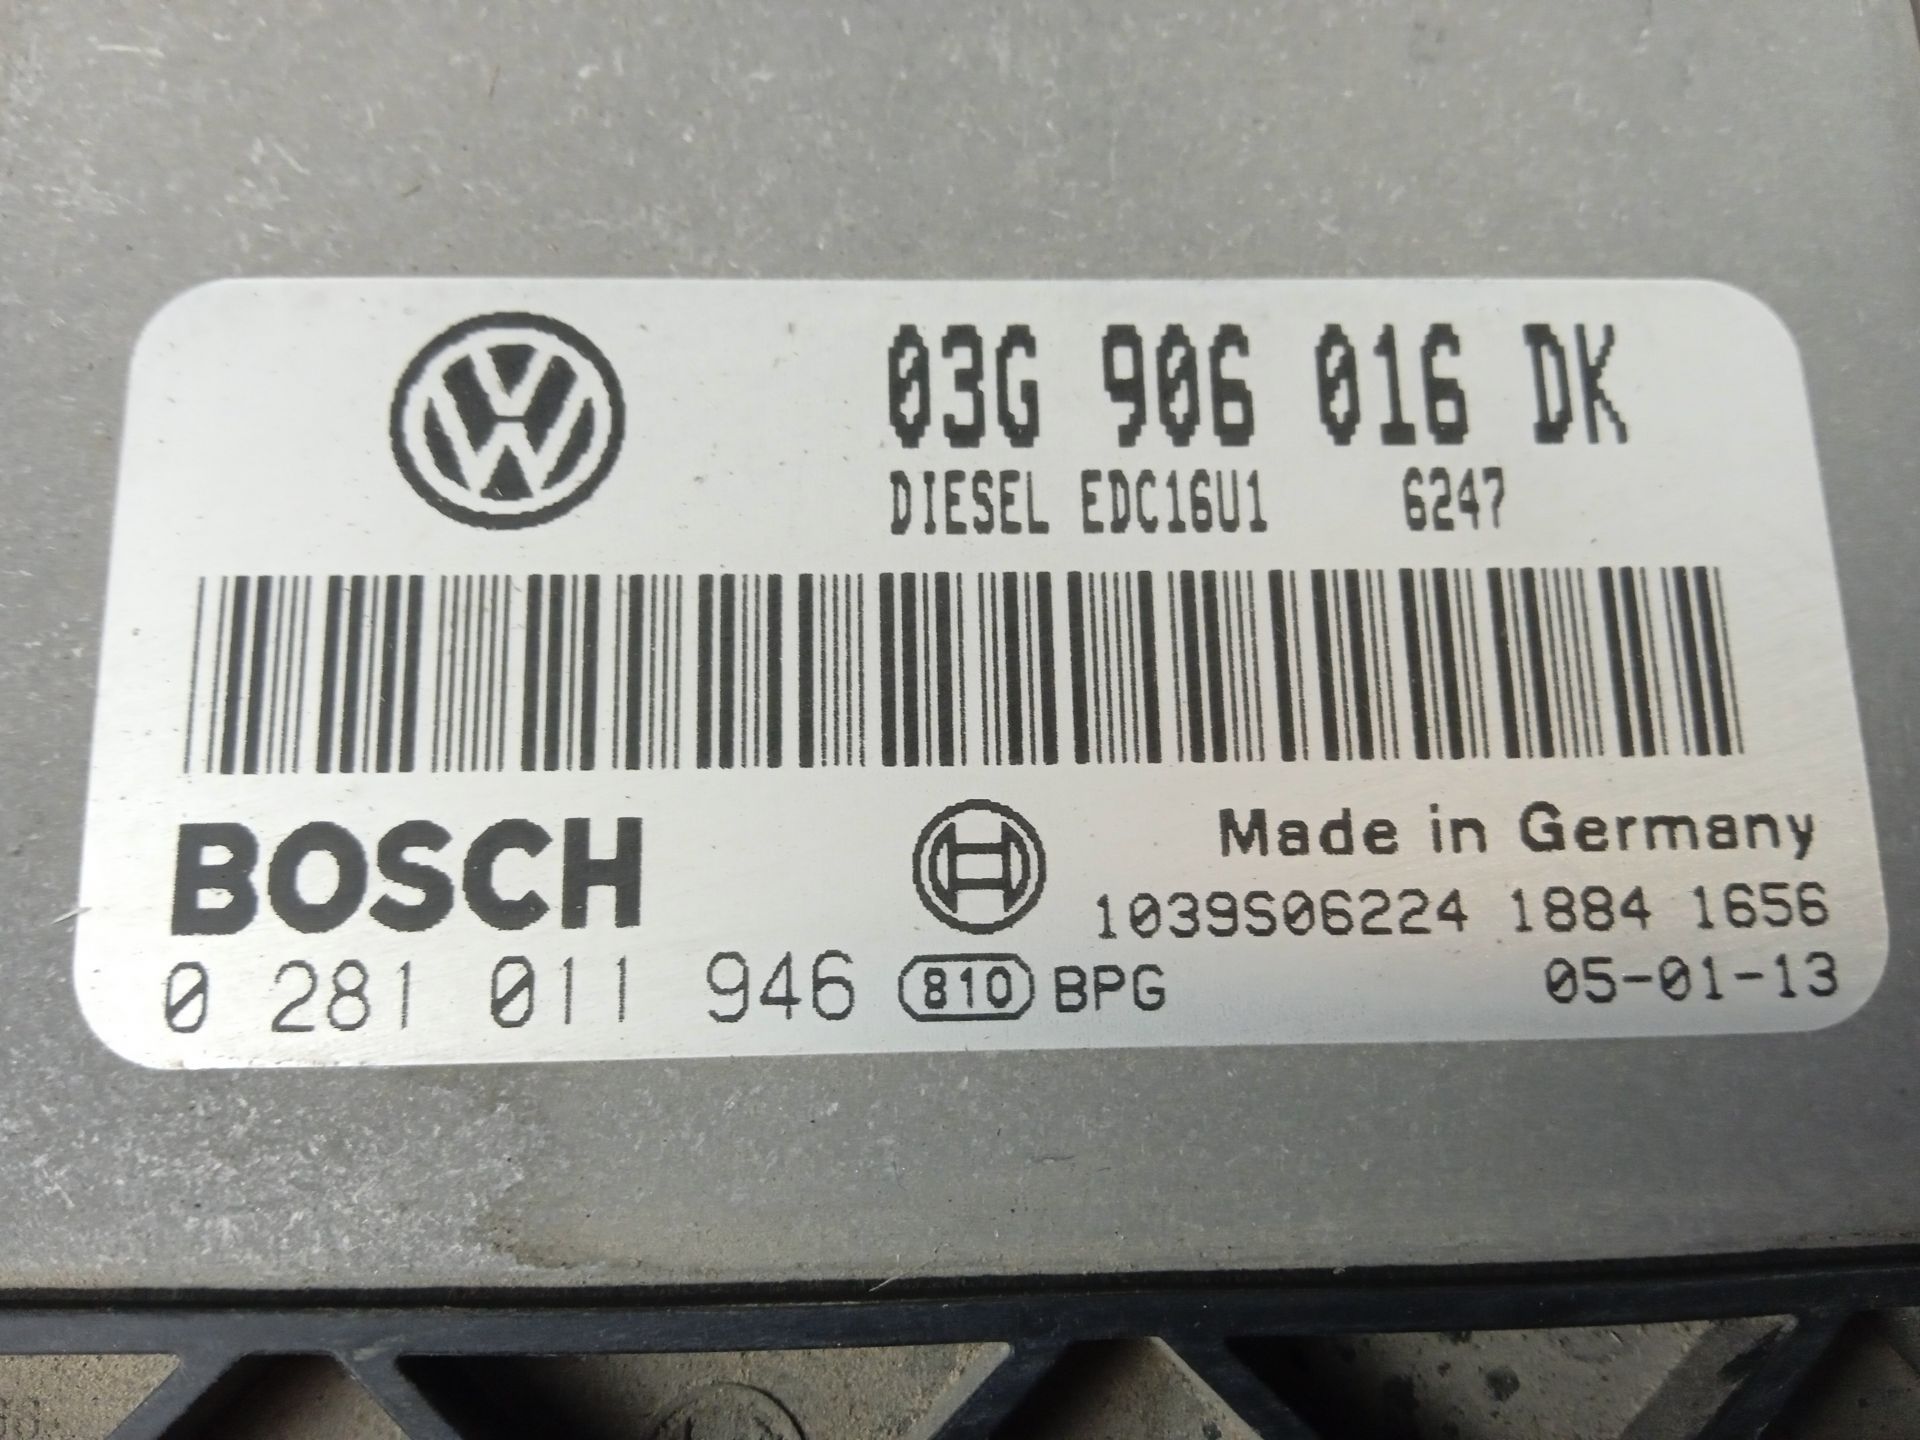 03G 906 016 DK
DIESEL EDC16U1 6247
BOSCH
Made in Germany
1039S06224 1884 1656
0 281 011 946 810 BPG 05-01-13